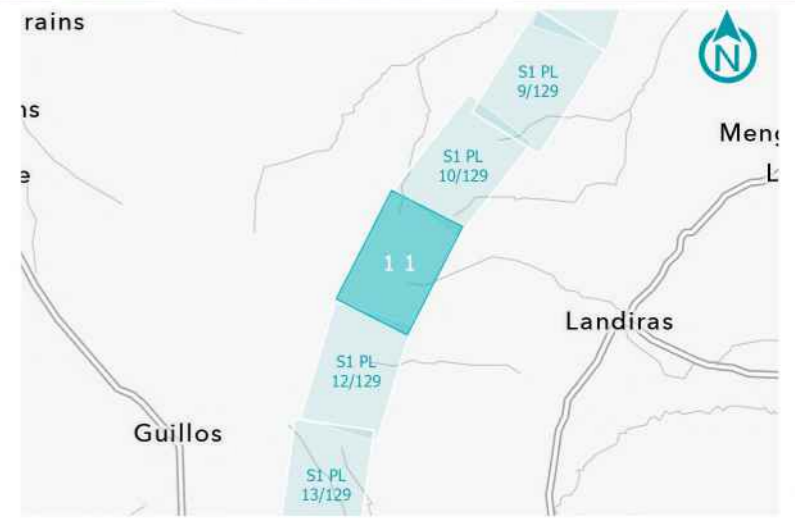 rains
N
S1 PL
9/129
ns
Meng
S1 PL
10/129
e
L
1 1
Landiras
S1 PL
12/129
Guillos
S1 PL
13/129